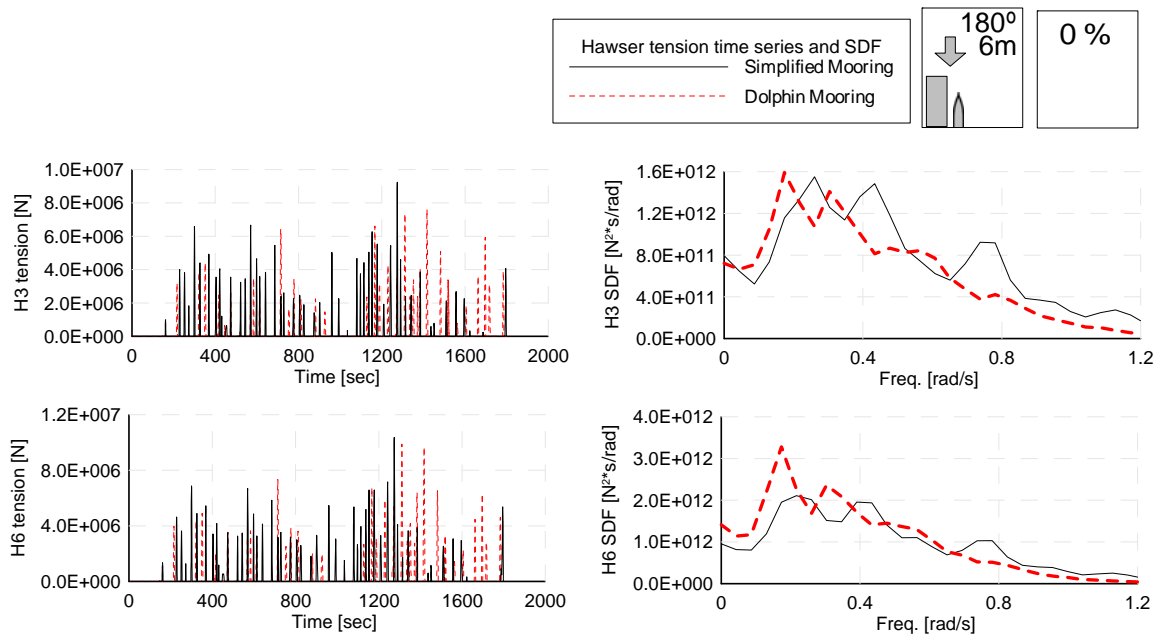 Hawser tension time series and SDF
Simplified Mooring
Dolphin Mooring
180º
6m
0 %
H3 tension [N]
1.0E+007
8.0E+006
6.0E+006
4.0E+006
2.0E+006
0.0E+000
0 400 800 1200 1600 2000
Time [sec]
H3 SDF [N²*s/rad]
1.6E+012
1.2E+012
8.0E+011
4.0E+011
0.0E+000
0 0.4 0.8 1.2
Freq. [rad/s]
H6 tension [N]
1.2E+007
8.0E+006
4.0E+006
0.0E+000
0 400 800 1200 1600 2000
Time [sec]
H6 SDF [N²*s/rad]
4.0E+012
3.0E+012
2.0E+012
1.0E+012
0.0E+000
0 0.4 0.8 1.2
Freq. [rad/s]